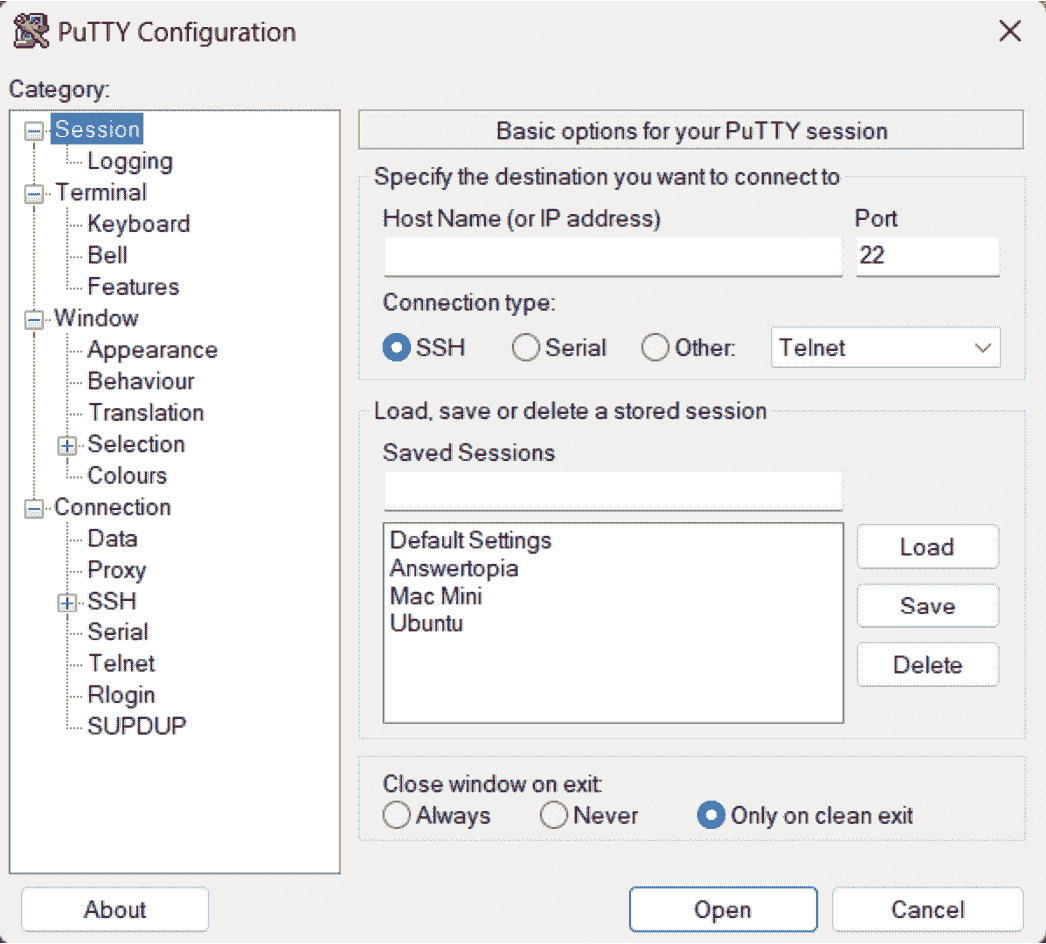 PuTTY Configuration
Category:
Session
Logging
Terminal
Keyboard
Bell
Features
Window
Appearance
Behaviour
Translation
Selection
Colours
Connection
Data
Proxy
SSH
Serial
Telnet
Rlogin
SUPDUP
Basic options for your PuTTY session
Specify the destination you want to connect to
Host Name (or IP address) Port
22
Connection type:
SSH Serial Other: Telnet
Load, save or delete a stored session
Saved Sessions
Default Settings
Answertopia
Mac Mini
Ubuntu
Load
Save
Delete
Close window on exit:
Always Never Only on clean exit
About Open Cancel